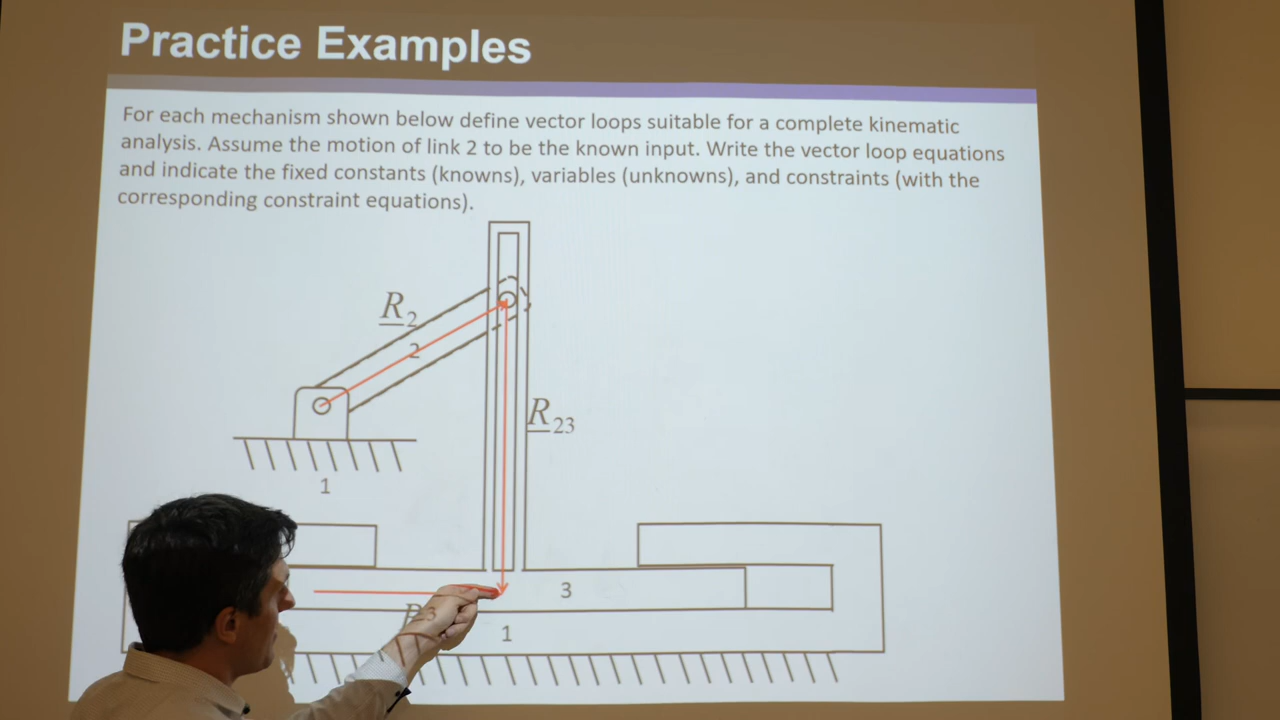 Practice Examples
For each mechanism shown below define vector loops suitable for a complete kinematic
analysis. Assume the motion of link 2 to be the known input. Write the vector loop equations
and indicate the fixed constants (knowns), variables (unknowns), and constraints (with the
corresponding constraint equations).
R2
2
R23
1
3
1